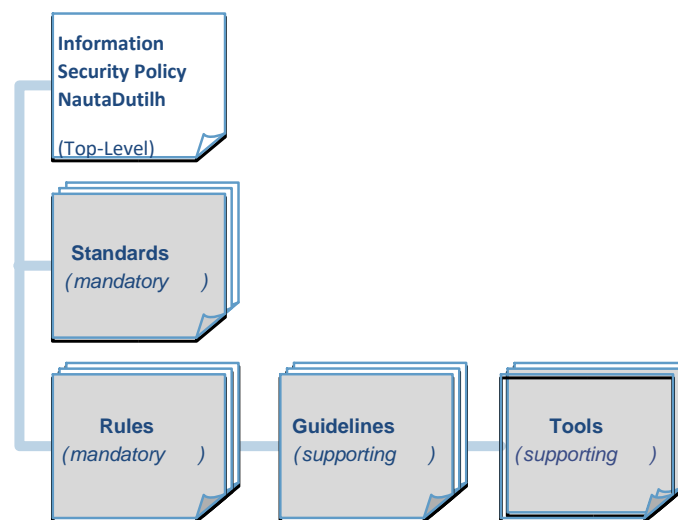 Information
Security Policy
NautaDutilh
(Top-Level)
Standards
(mandatory )
Rules
(mandatory )
Guidelines
(supporting )
Tools
(supporting )